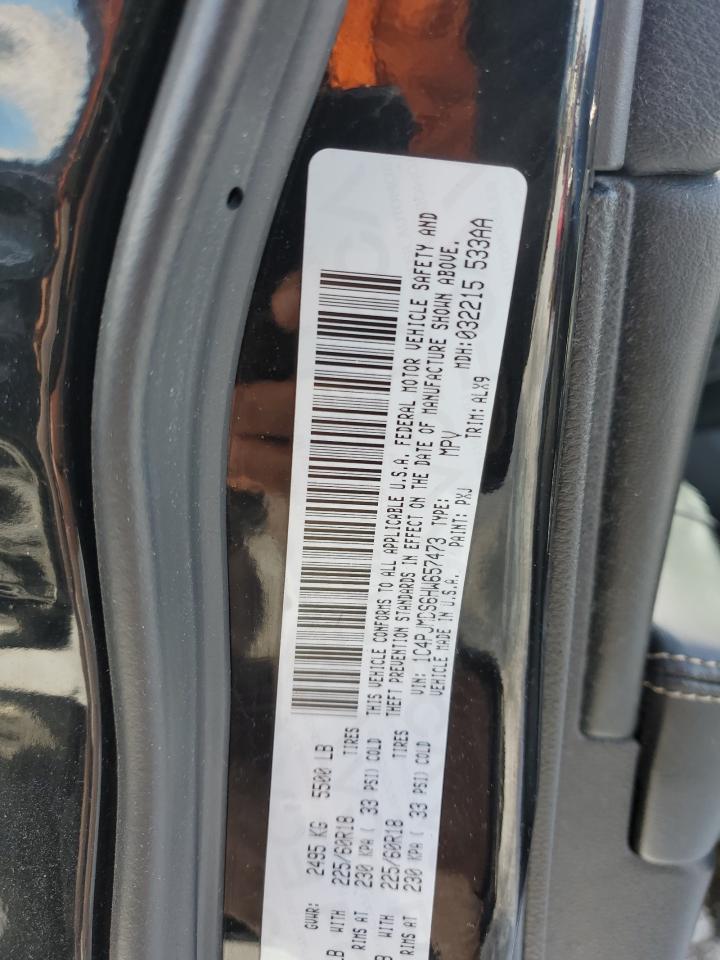 GVWR: 2495 KG 5500 LB
LB WITH 225/60R18 TIRES
RIMS AT 230 KPA ( 33 PSI) COLD
B WITH 225/60R18 TIRES
RIMS AT 230 KPA ( 33 PSI) COLD
THIS VEHICLE CONFORMS TO ALL APPLICABLE U.S.A. FEDERAL MOTOR VEHICLE SAFETY AND
THEFT PREVENTION STANDARDS IN EFFECT ON THE DATE OF MANUFACTURE SHOWN ABOVE.
VIN: 1C4PJMCS6HW657473 TYPE: MPV MDH:032215 533AA
VEHICLE MADE IN U.S.A. PAINT: PXJ TRIM: ALX9